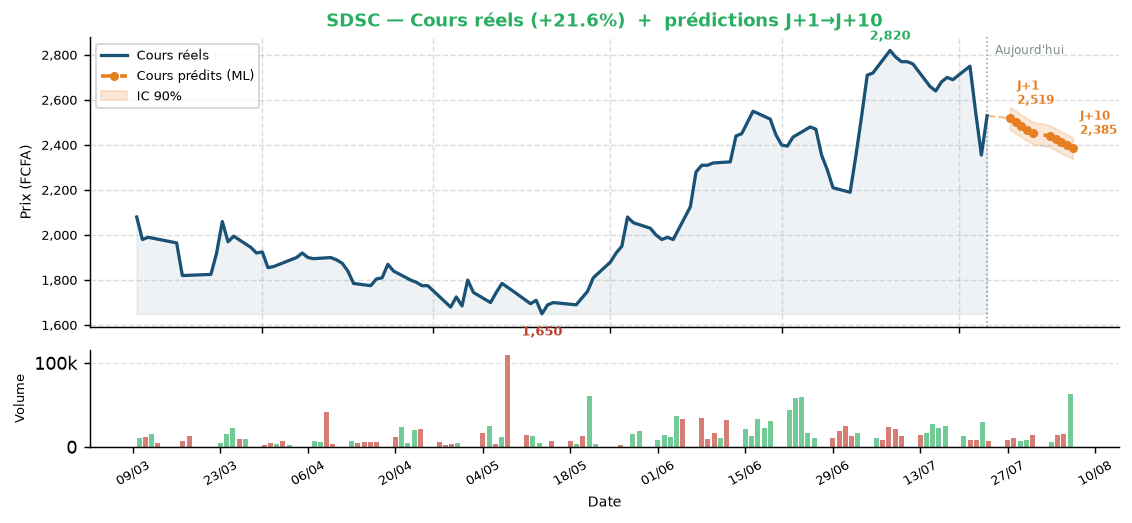 SDSC — Cours réels (+21.6%)  +  prédictions J+1→J+10
2,820
Aujourd'hui
Cours réels
Cours prédits (ML)
IC 90%
J+1
2,519
J+10
2,385
Prix (FCFA)
2,800
2,600
2,400
2,200
2,000
1,800
1,600
1,650
Volume
100k
0
09/03
23/03
06/04
20/04
04/05
18/05
01/06
15/06
29/06
13/07
27/07
10/08
Date